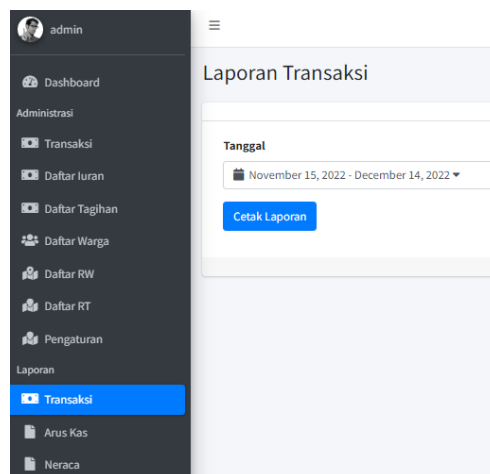 admin
Dashboard
Administrasi
Transaksi
Daftar Iuran
Daftar Tagihan
Daftar Warga
Daftar RW
Daftar RT
Pengaturan
Laporan
Transaksi
Arus Kas
Neraca
Laporan Transaksi
Tanggal
November 15, 2022 - December 14, 2022
Cetak Laporan